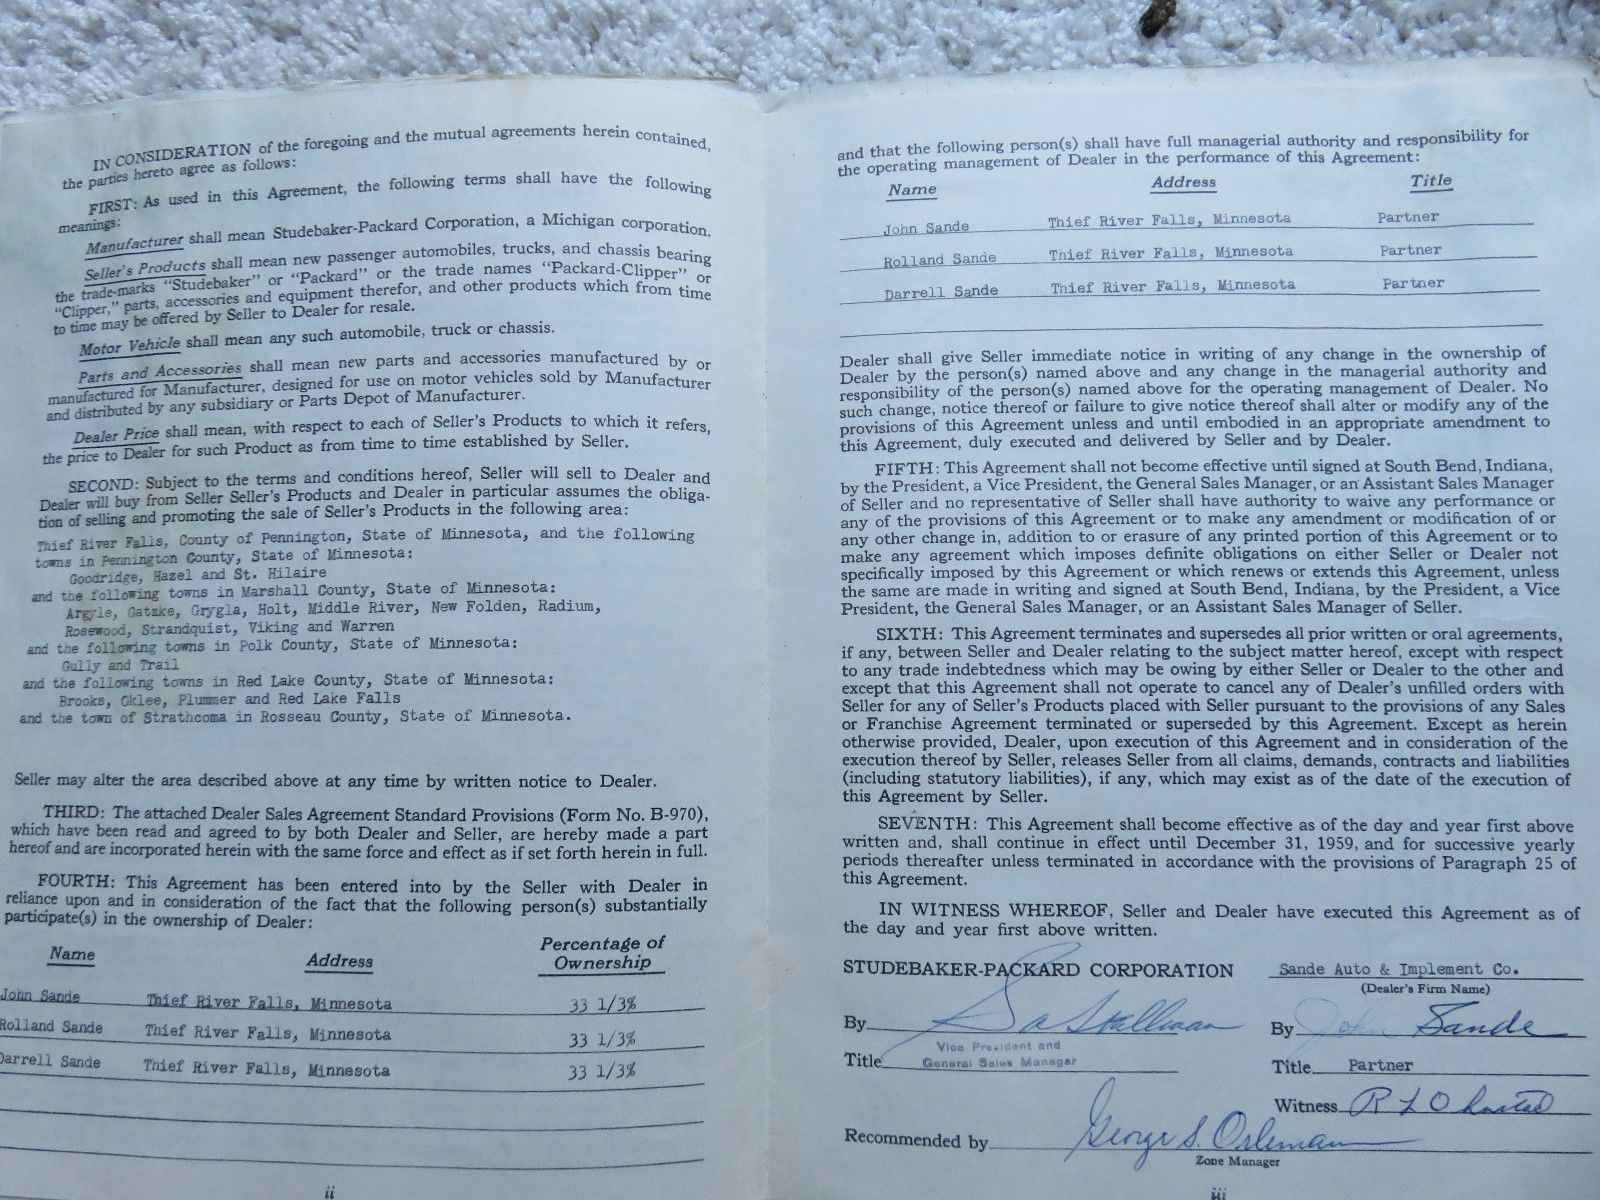 IN CONSIDERATION of the foregoing and the mutual agreements herein contained,
the parties hereto agree as follows:
FIRST: As used in this Agreement, the following terms shall have the following
meanings:
Manufacturer shall mean Studebaker-Packard Corporation, a Michigan corporation.
Seller's Products shall mean new passenger automobiles, trucks, and chassis bearing
the trade-marks "Studebaker" or "Packard" or the trade names "Packard-Clipper" or
"Clipper," parts, accessories and equipment therefor, and other products which from time
to time may be offered by Seller to Dealer for resale.
Motor Vehicle shall mean any such automobile, truck or chassis.
Parts and Accessories shall mean new parts and accessories manufactured by or
manufactured for Manufacturer, designed for use on motor vehicles sold by Manufacturer
and distributed by any subsidiary or Parts Depot of Manufacturer.
Dealer Price shall mean, with respect to each of Seller's Products to which it refers,
the price to Dealer for such Product as from time to time established by Seller.
SECOND: Subject to the terms and conditions hereof, Seller will sell to Dealer and
Dealer will buy from Seller Seller's Products and Dealer in particular assumes the obliga-
tion of selling and promoting the sale of Seller's Products in the following area:
Thief River Falls, County of Pennington, State of Minnesota, and the following
towns in Pennington County, State of Minnesota:
Goodridge, Hazel and St. Hilaire
and the following towns in Marshall County, State of Minnesota:
Argyle, Gatzke, Grygla, Holt, Middle River, New Folden, Radium,
Rosewood, Strandquist, Viking and Warren
and the following towns in Polk County, State of Minnesota:
Gully and Trail
and the following towns in Red Lake County, State of Minnesota:
Brooks, Oklee, Plummer and Red Lake Falls
and the town of Strathcoma in Rosseau County, State of Minnesota.
Seller may alter the area described above at any time by written notice to Dealer.
THIRD: The attached Dealer Sales Agreement Standard Provisions (Form No. B-970),
which have been read and agreed to by both Dealer and Seller, are hereby made a part
hereof and are incorporated herein with the same force and effect as if set forth herein in full.
FOURTH: This Agreement has been entered into by the Seller with Dealer in
reliance upon and in consideration of the fact that the following person(s) substantially
participate(s) in the ownership of Dealer:
Name Address Percentage of Ownership
John Sande Thief River Falls, Minnesota 33 1/3%
Rolland Sande Thief River Falls, Minnesota 33 1/3%
Darrell Sande Thief River Falls, Minnesota 33 1/3%
ii
and that the following person(s) shall have full managerial authority and responsibility for
the operating management of Dealer in the performance of this Agreement:
Name Address Title
John Sande Thief River Falls, Minnesota Partner
Rolland Sande Thief River Falls, Minnesota Partner
Darrell Sande Thief River Falls, Minnesota Partner
Dealer shall give Seller immediate notice in writing of any change in the ownership of
Dealer by the person(s) named above and any change in the managerial authority and
responsibility of the person(s) named above for the operating management of Dealer. No
such change, notice thereof or failure to give notice thereof shall alter or modify any of the
provisions of this Agreement unless and until embodied in an appropriate amendment to
this Agreement, duly executed and delivered by Seller and by Dealer.
FIFTH: This Agreement shall not become effective until signed at South Bend, Indiana,
by the President, a Vice President, the General Sales Manager, or an Assistant Sales Manager
of Seller and no representative of Seller shall have authority to waive any performance or
any of the provisions of this Agreement or to make any amendment or modification of or
any other change in, addition to or erasure of any printed portion of this Agreement or to
make any agreement which imposes definite obligations on either Seller or Dealer not
specifically imposed by this Agreement or which renews or extends this Agreement, unless
the same are made in writing and signed at South Bend, Indiana, by the President, a Vice
President, the General Sales Manager, or an Assistant Sales Manager of Seller.
SIXTH: This Agreement terminates and supersedes all prior written or oral agreements,
if any, between Seller and Dealer relating to the subject matter hereof, except with respect
to any trade indebtedness which may be owing by either Seller or Dealer to the other and
except that this Agreement shall not operate to cancel any of Dealer's unfilled orders with
Seller for any of Seller's Products placed with Seller pursuant to the provisions of any Sales
or Franchise Agreement terminated or superseded by this Agreement. Except as herein
otherwise provided, Dealer, upon execution of this Agreement and in consideration of the
execution thereof by Seller, releases Seller from all claims, demands, contracts and liabilities
(including statutory liabilities), if any, which may exist as of the date of the execution of
this Agreement by Seller.
SEVENTH: This Agreement shall become effective as of the day and year first above
written and, shall continue in effect until December 31, 1959, and for successive yearly
periods thereafter unless terminated in accordance with the provisions of Paragraph 25 of
this Agreement.
IN WITNESS WHEREOF, Seller and Dealer have executed this Agreement as of
the day and year first above written.
STUDEBAKER-PACKARD CORPORATION Sande Auto & Implement Co.
(Dealer's Firm Name)
By By John Sande
Title Vice President and General Sales Manager Title Partner
Witness
Recommended by George S. Orleman
Zone Manager
iii